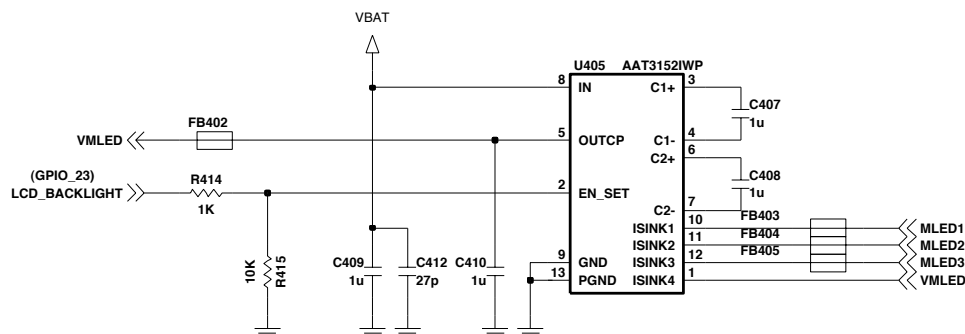 VBAT
U405 AAT3152IWP
8 IN C1+ 3
C407
1u
VMLED FB402 5 OUTCP C1- 4
C2+ 6
(GPIO_23)
LCD_BACKLIGHT R414 2 EN_SET
1K
C408
1u
C2- 7
ISINK1 10 FB403 MLED1
ISINK2 11 FB404 MLED2
10K
R415
C409
1u
C412
27p
C410
1u
9 GND ISINK3 12 FB405 MLED3
13 PGND ISINK4 1 VMLED